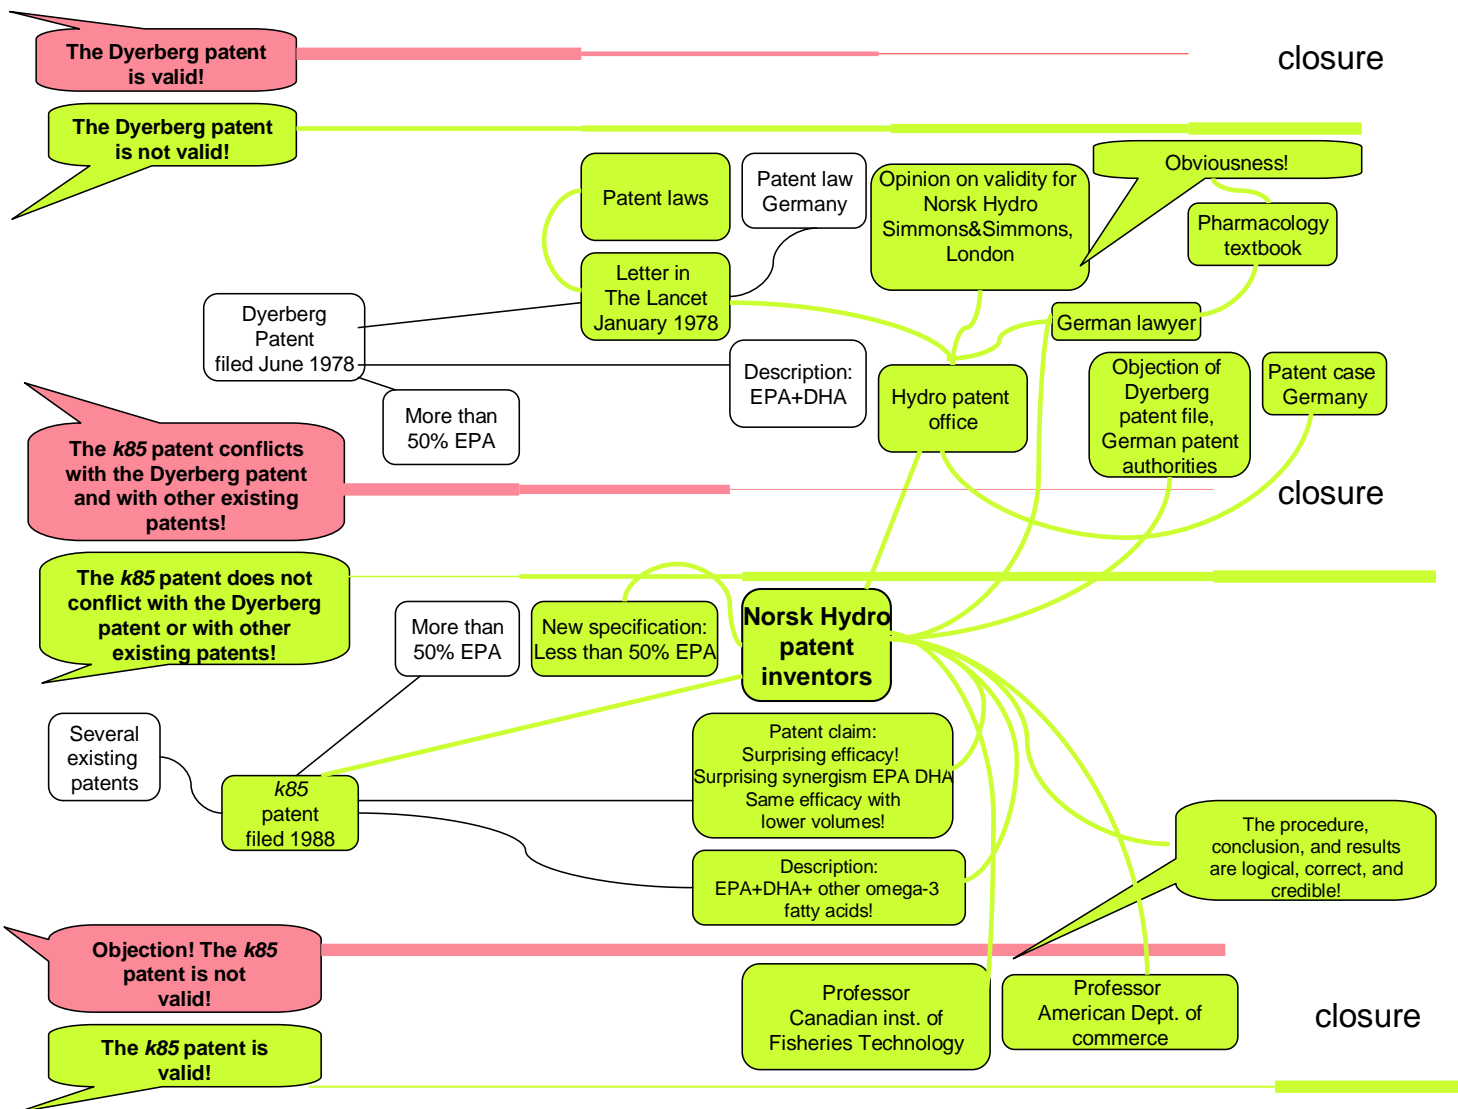 The Dyerberg patent
is valid!
closure
The Dyerberg patent
is not valid!
Patent laws
Patent law
Germany
Opinion on validity for
Norsk Hydro
Simmons&Simmons,
London
Obviousness!
Pharmacology
textbook
Letter in
The Lancet
January 1978
German lawyer
Dyerberg
Patent
filed June 1978
Description:
EPA+DHA
Hydro patent
office
Objection of
Dyerberg
patent file,
German patent
authorities
Patent case
Germany
More than
50% EPA
The k85 patent conflicts
with the Dyerberg patent
and with other existing
patents!
closure
The k85 patent does not
conflict with the Dyerberg
patent or with other
existing patents!
More than
50% EPA
New specification:
Less than 50% EPA
Norsk Hydro
patent
inventors
Several
existing
patents
k85
patent
filed 1988
Patent claim:
Surprising efficacy!
Surprising synergism EPA DHA
Same efficacy with
lower volumes!
Description:
EPA+DHA+ other omega-3
fatty acids!
The procedure,
conclusion, and results
are logical, correct, and
credible!
Objection! The k85
patent is not
valid!
Professor
Canadian inst. of
Fisheries Technology
Professor
American Dept. of
commerce
closure
The k85 patent is
valid!